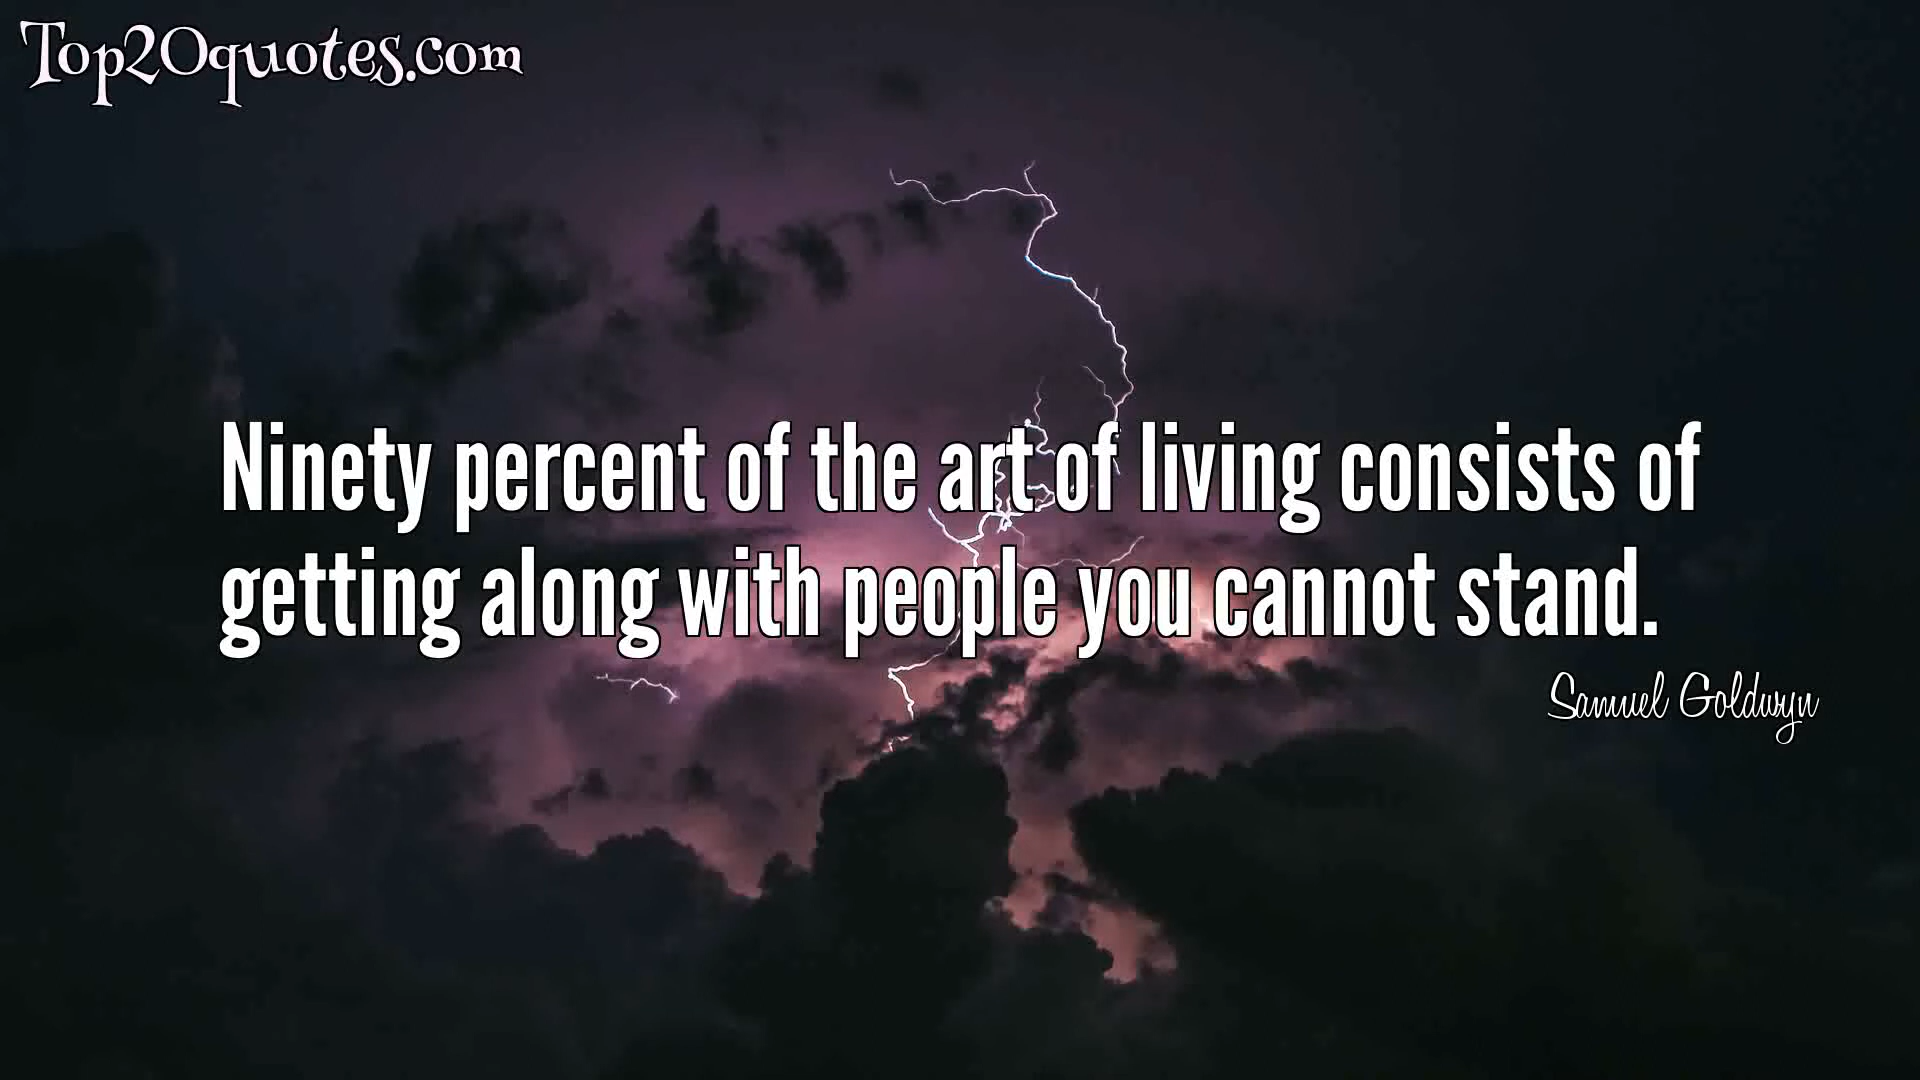 Top20quotes.com
Ninety percent of the art of living consists of
getting along with people you cannot stand.
Samuel Goldwyn